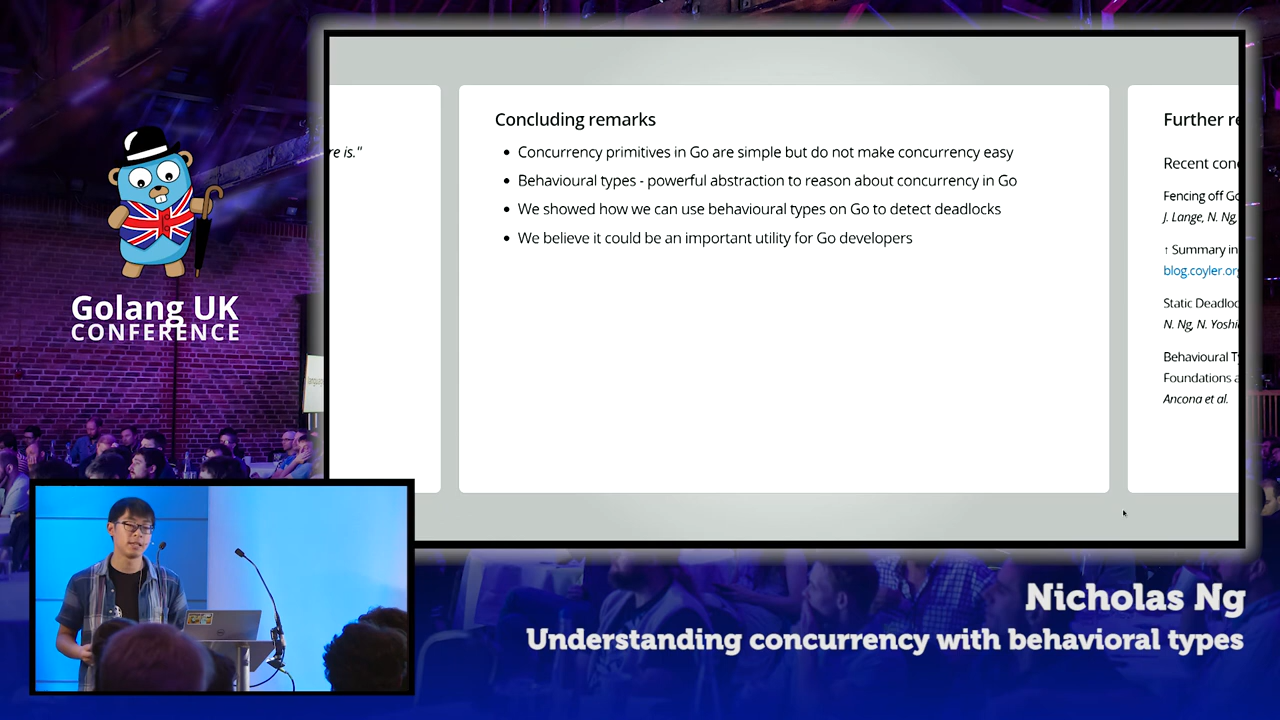 Golang UK
CONFERENCE
re is."
Concluding remarks
• Concurrency primitives in Go are simple but do not make concurrency easy
• Behavioural types - powerful abstraction to reason about concurrency in Go
• We showed how we can use behavioural types on Go to detect deadlocks
• We believe it could be an important utility for Go developers
Further re
Recent con
Fencing off Go
J. Lange, N. Ng,
↑ Summary in
blog.coyler.org
Static Deadloc
N. Ng, N. Yoshi
Behavioural T
Foundations a
Ancona et al.
Nicholas Ng
Understanding concurrency with behavioral types